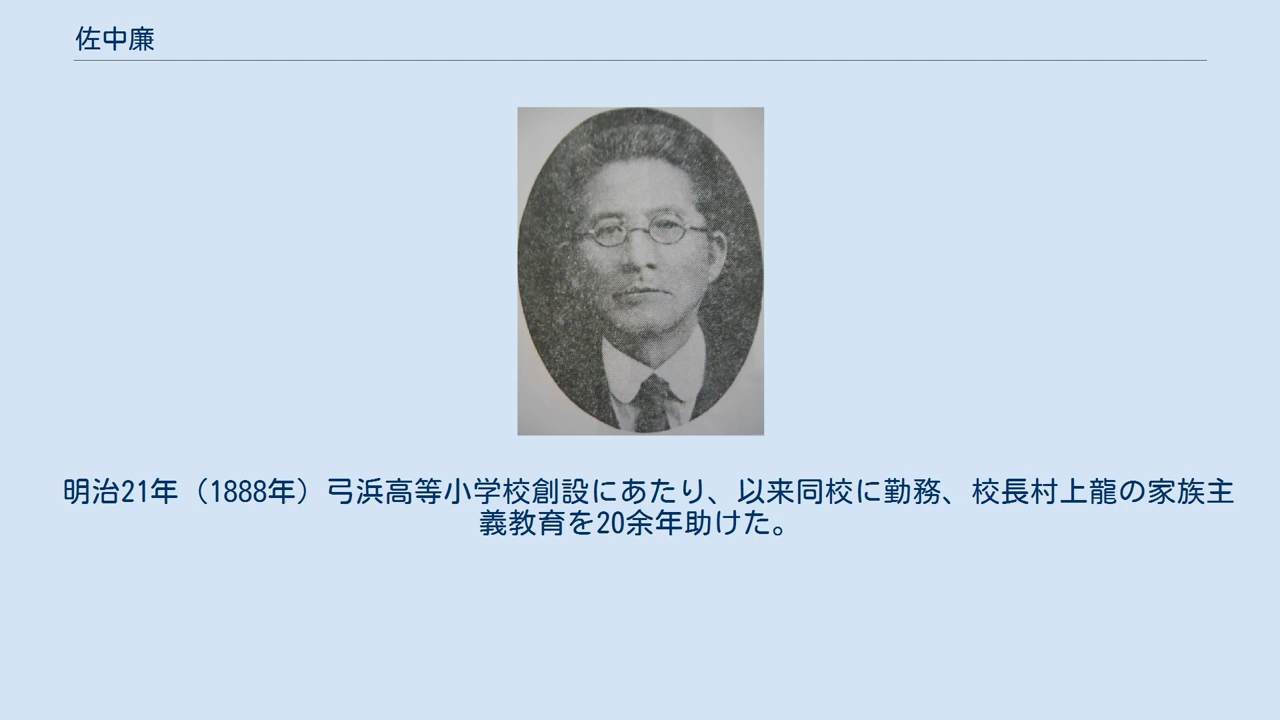 佐中廉
明治21年（1888年）弓浜高等小学校創設にあたり、以来同校に勤務、校長村上龍の家族主
義教育を20余年助けた。